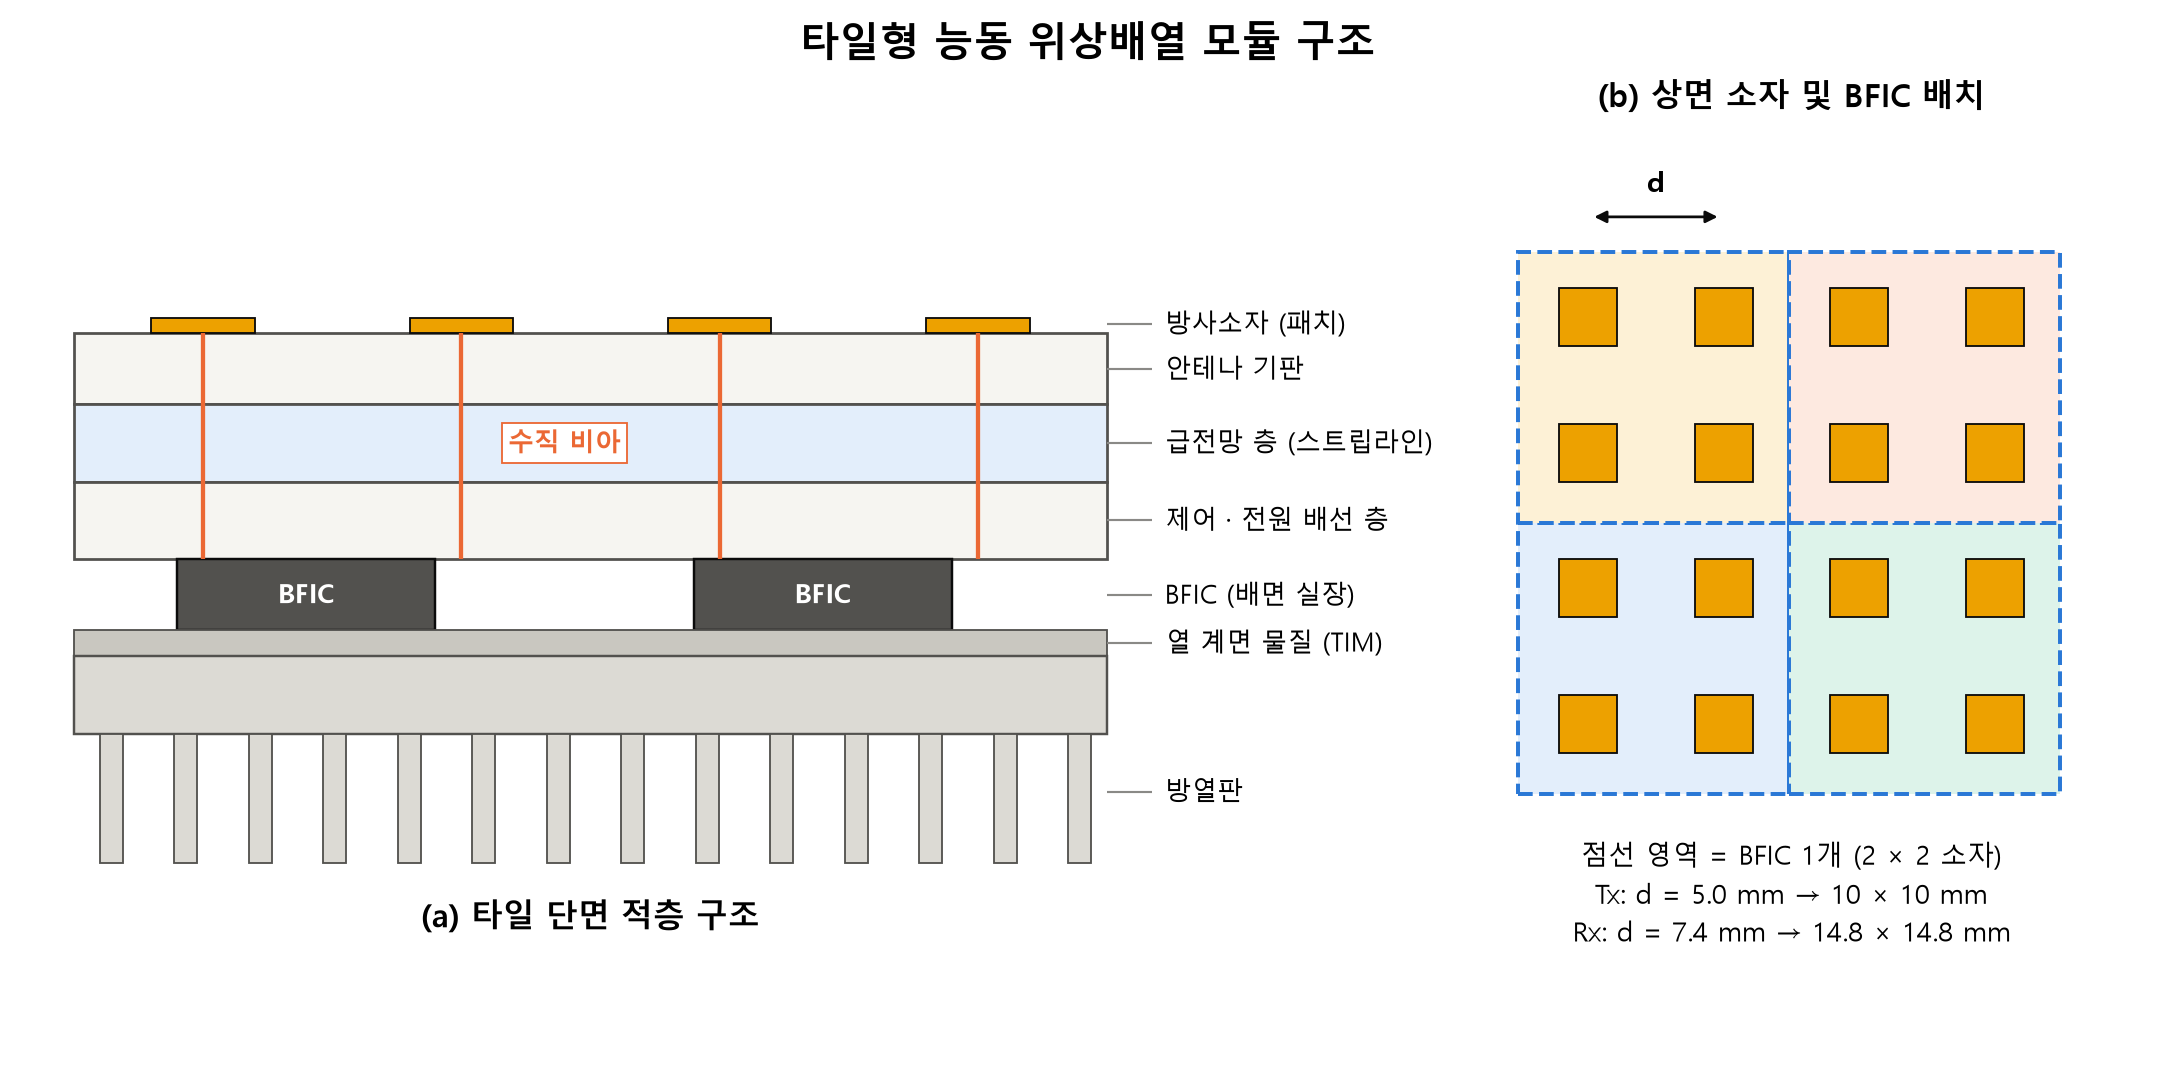 타일형 능동 위상배열 모듈 구조
(b) 상면 소자 및 BFIC 배치
d
방사소자 (패치)
안테나 기판
수직 비아
급전망 층 (스트립라인)
제어 · 전원 배선 층
BFIC
BFIC
BFIC (배면 실장)
열 계면 물질 (TIM)
방열판
(a) 타일 단면 적층 구조
점선 영역 = BFIC 1개 (2 × 2 소자)
Tx: d = 5.0 mm → 10 × 10 mm
Rx: d = 7.4 mm → 14.8 × 14.8 mm